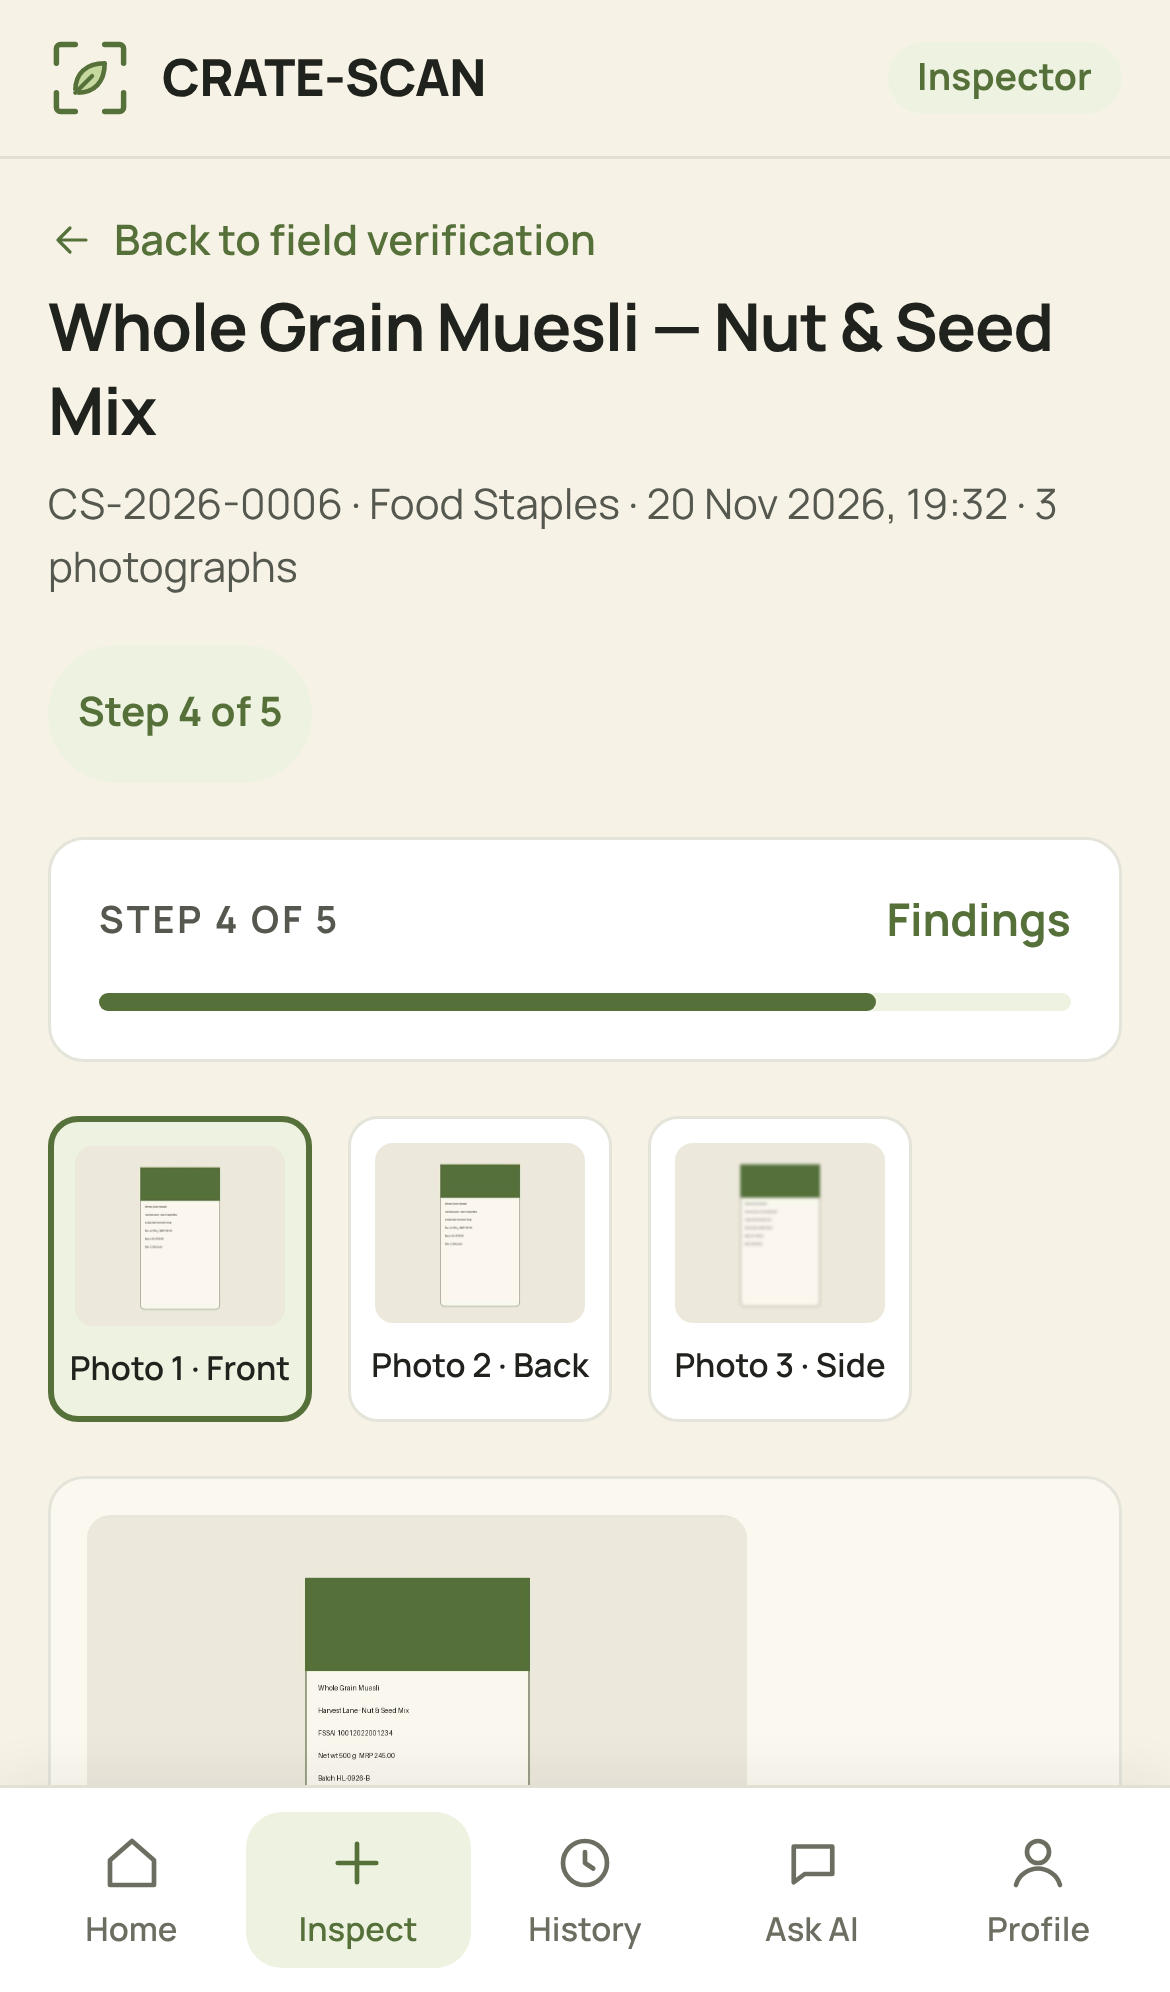 CRATE-SCAN
Inspector
Back to field verification
Whole Grain Muesli — Nut & Seed
Mix
CS-2026-0006 · Food Staples · 20 Nov 2026, 19:32 · 3
photographs
Step 4 of 5
STEP 4 OF 5
Findings
Photo 1 · Front
Photo 2 · Back
Photo 3 · Side
Whole Grain Muesli
Harvest Lane · Nut & Seed Mix
FSSAI 10012022001234
Net wt 500 g MRP 245.00
Batch HL-0926-B
Home
Inspect
History
Ask AI
Profile